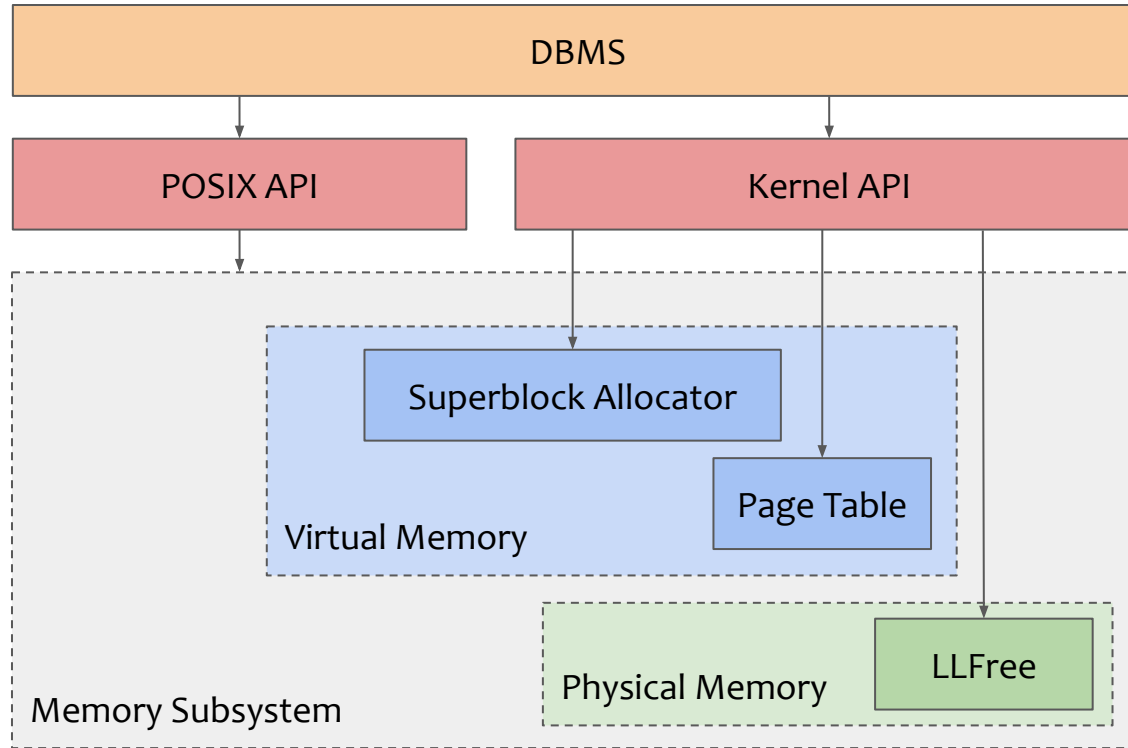 DBMS
POSIX API
Kernel API
Superblock Allocator
Page Table
Virtual Memory
LLFree
Physical Memory
Memory Subsystem